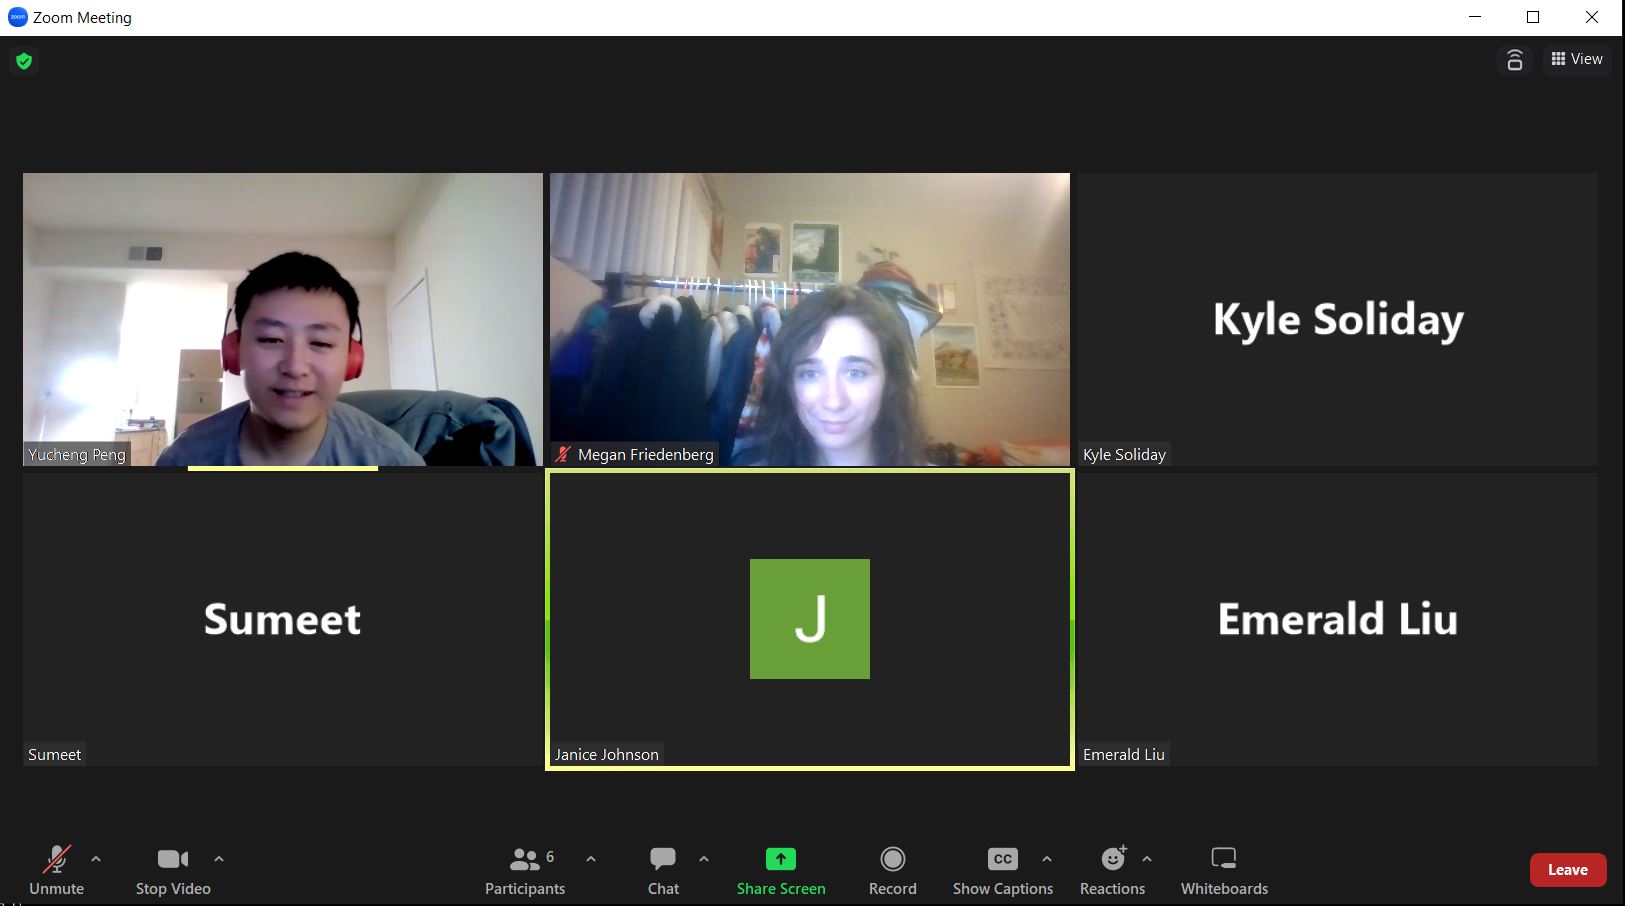 zoom
Zoom Meeting
View
Yucheng Peng
Megan Friedenberg
Kyle Soliday
Kyle Soliday
Sumeet
Sumeet
J
Janice Johnson
Emerald Liu
Emerald Liu
Unmute
Stop Video
6
Participants
Chat
Share Screen
Record
CC
Show Captions
Reactions
Whiteboards
Leave